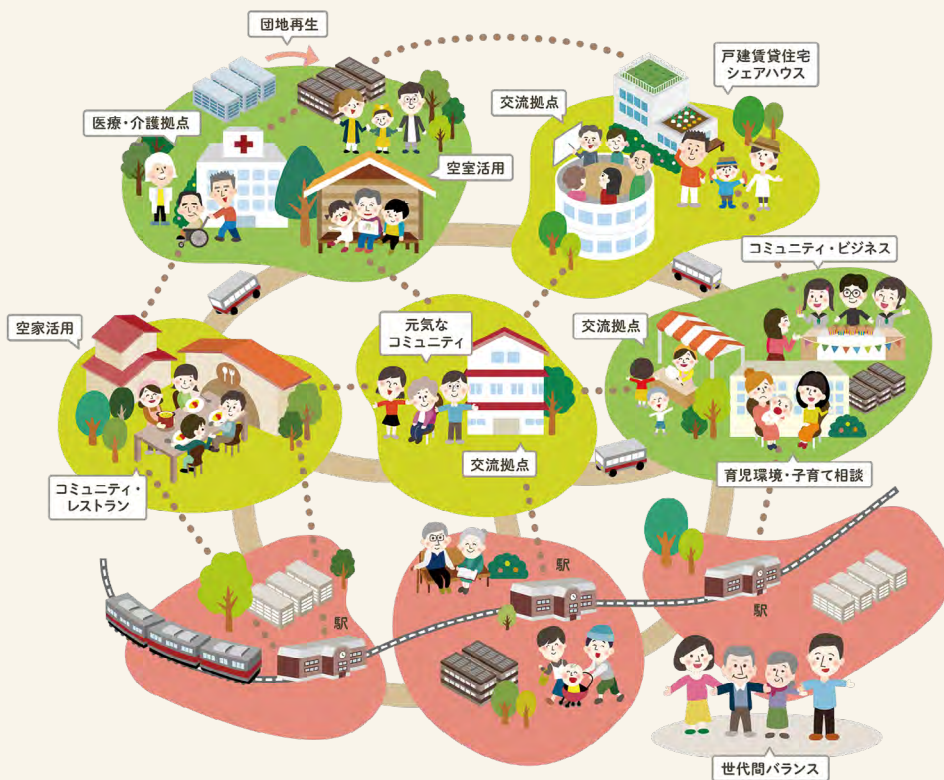 団地再生
戸建賃貸住宅
シェアハウス
交流拠点
医療・介護拠点
空室活用
コミュニティ・ビジネス
空家活用
元気な
コミュニティ
交流拠点
交流拠点
育児環境・子育て相談
コミュニティ・
レストラン
駅
駅
駅
世代間バランス